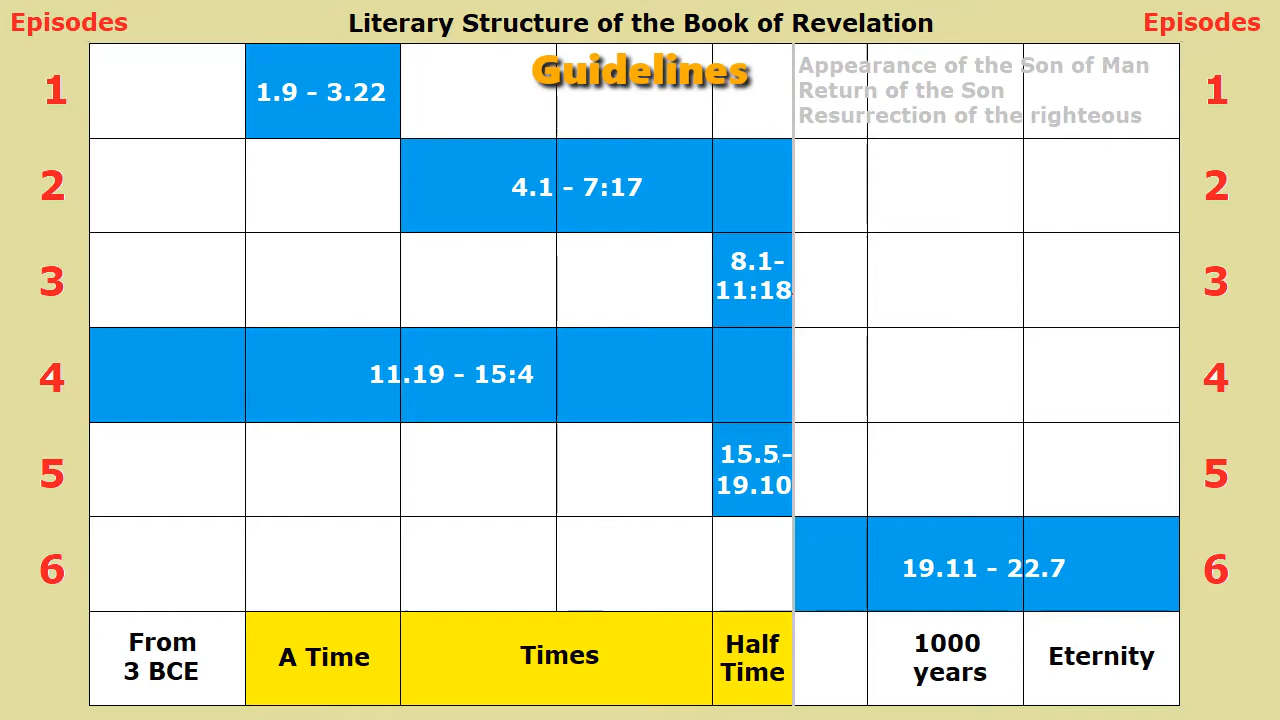 Episodes
Literary Structure of the Book of Revelation
Episodes
Guidelines
1
1.9 – 3.22
Appearance of the Son of Man
Return of the Son
Resurrection of the righteous
1
2
4.1 – 7:17
2
3
8.1–
11:18
3
4
11.19 – 15:4
4
5
15.5–
19.10
5
6
19.11 – 22.7
6
From
3 BCE
A Time
Times
Half
Time
1000
years
Eternity